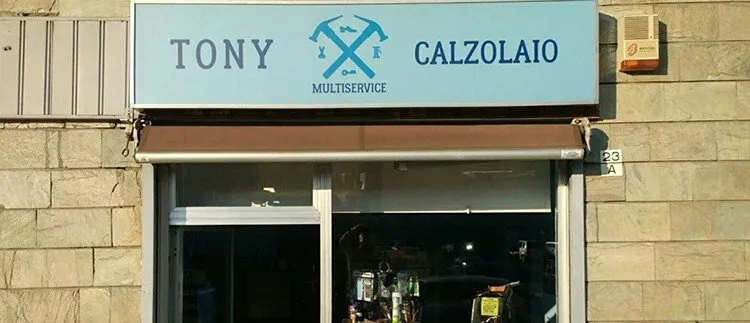 TONY CALZOLAIO
MULTISERVICE
23
A